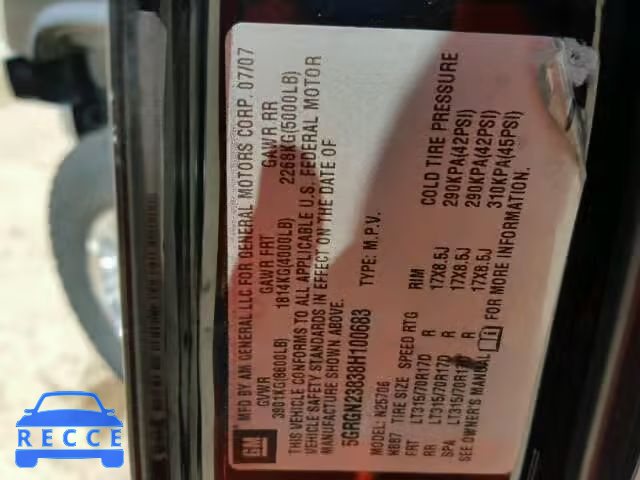 GM
MFD BY AM GENERAL LLC FOR GENERAL MOTORS CORP. 07/07
GVWR GAWR FRT GAWR RR
3901KG(8600LB) 1814KG(4000LB) 2268KG(5000LB)
THIS VEHICLE CONFORMS TO ALL APPLICABLE U.S. FEDERAL MOTOR
VEHICLE SAFETY STANDARDS IN EFFECT ON THE DATE OF
MANUFACTURE SHOWN ABOVE.
5GRGN23838H100683 TYPE: M.P.V.
MODEL: N25706
TIRE SIZE SPEED RTG RIM COLD TIRE PRESSURE
FRT LT315/70R17D R 17X8.5J 290KPA(42PSI)
RR LT315/70R17D R 17X8.5J 290KPA(42PSI)
SPA LT315/70R17D R 17X8.5J 310KPA(45PSI)
SEE OWNER'S MANUAL FOR MORE INFORMATION.
RECCE